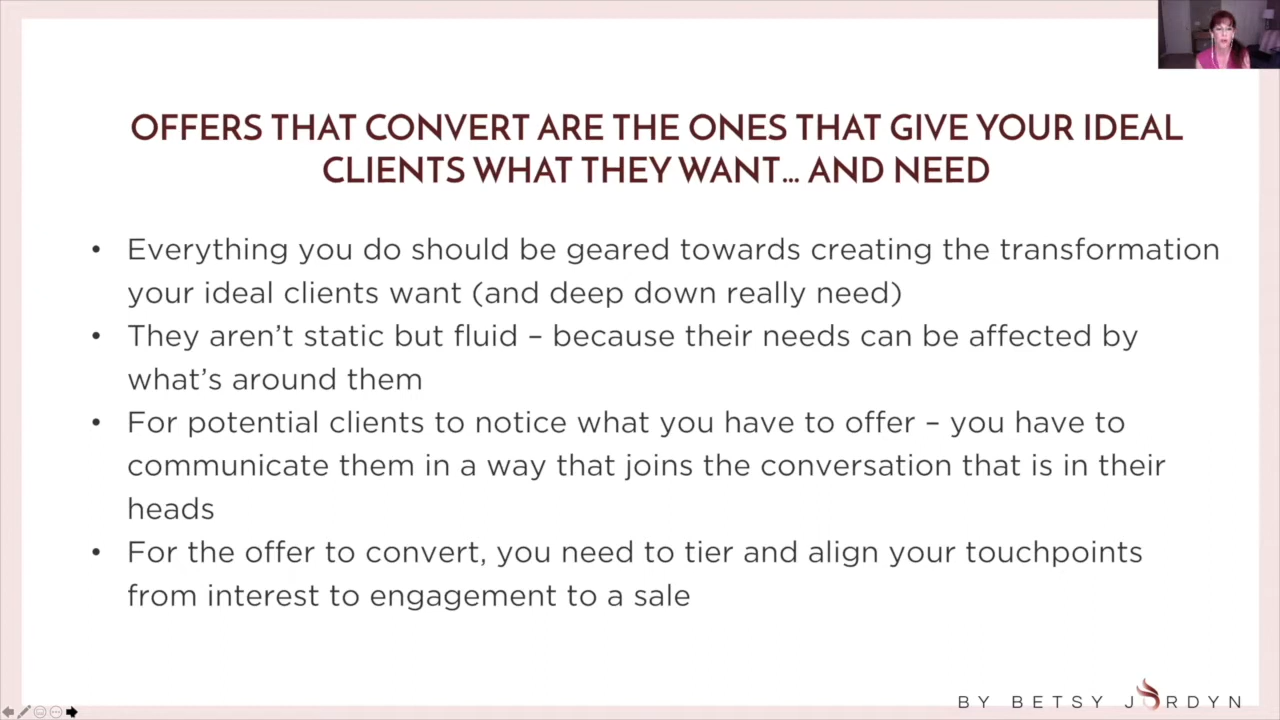 OFFERS THAT CONVERT ARE THE ONES THAT GIVE YOUR IDEAL
CLIENTS WHAT THEY WANT... AND NEED
• Everything you do should be geared towards creating the transformation
your ideal clients want (and deep down really need)
• They aren’t static but fluid – because their needs can be affected by
what’s around them
• For potential clients to notice what you have to offer – you have to
communicate them in a way that joins the conversation that is in their
heads
• For the offer to convert, you need to tier and align your touchpoints
from interest to engagement to a sale
BY BETSY JORDYN